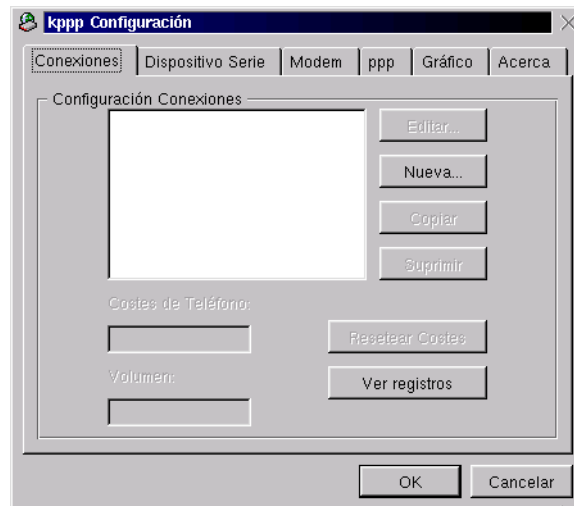 kppp Configuración
Conexiones Dispositivo Serie Modem ppp Gráfico Acerca
Configuración Conexiones
Editar...
Nueva...
Copiar
Suprimir
Costes de Teléfono:
Resetear Costes
Volumen:
Ver registros
OK Cancelar